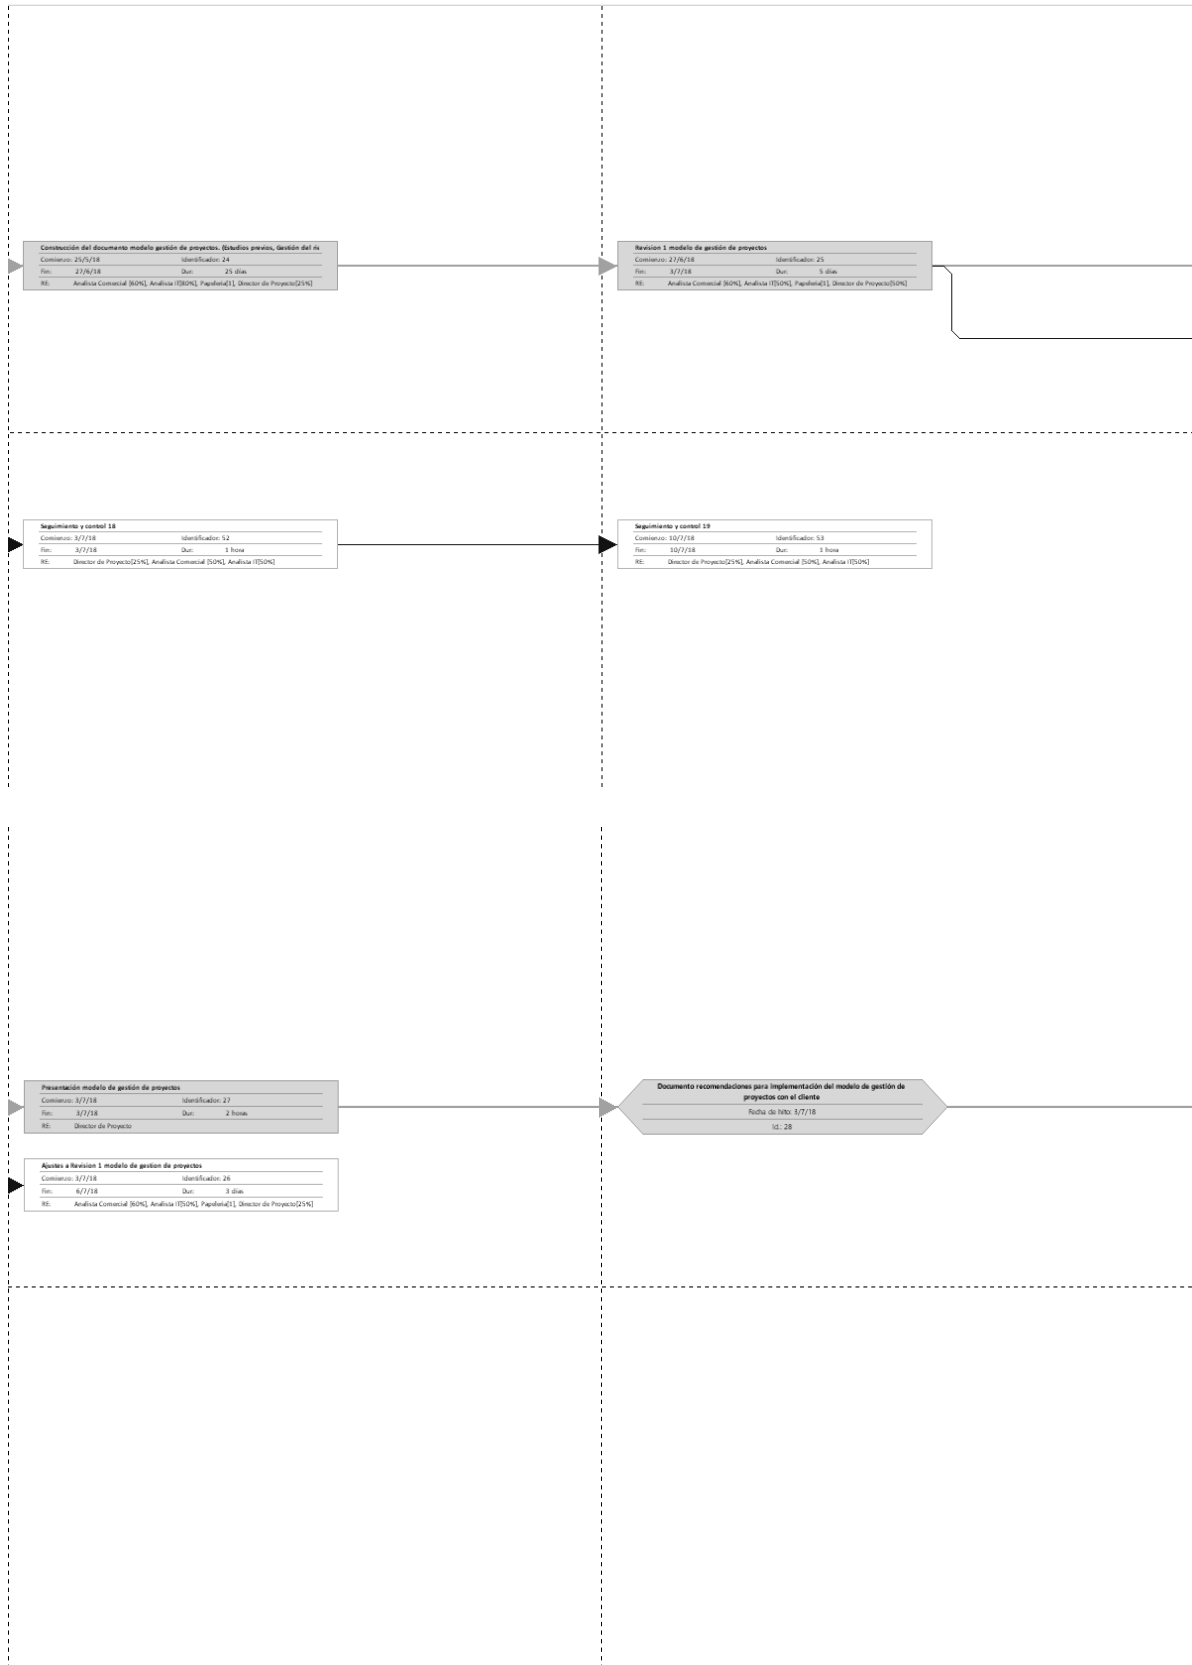 Construcción del documento modelo gestión de proyectos. (Estudios previos, Gestión del ris
Comienzo: 25/5/18 Identificador: 24
Fin: 27/6/18 Dur: 25 días
RE: Analista Comercial [60%], Analista IT[80%], Papelería[1], Director de Proyecto[25%]
Revision 1 modelo de gestión de proyectos
Comienzo: 27/6/18 Identificador: 25
Fin: 3/7/18 Dur: 5 días
RE: Analista Comercial [60%], Analista IT[50%], Papelería[1], Director de Proyecto[50%]
Seguimiento y control 18
Comienzo: 3/7/18 Identificador: 52
Fin: 3/7/18 Dur: 1 hora
RE: Director de Proyecto[25%], Analista Comercial [50%], Analista IT[50%]
Seguimiento y control 19
Comienzo: 10/7/18 Identificador: 53
Fin: 10/7/18 Dur: 1 hora
RE: Director de Proyecto[25%], Analista Comercial [50%], Analista IT[50%]
Presentación modelo de gestión de proyectos
Comienzo: 3/7/18 Identificador: 27
Fin: 3/7/18 Dur: 2 horas
RE: Director de Proyecto
Documento recomendaciones para implementación del modelo de gestión de
proyectos con el cliente
Fecha de hito: 3/7/18
Id.: 28
Ajustes a Revision 1 modelo de gestion de proyectos
Comienzo: 3/7/18 Identificador: 26
Fin: 6/7/18 Dur: 3 días
RE: Analista Comercial [60%], Analista IT[50%], Papelería[1], Director de Proyecto[25%]